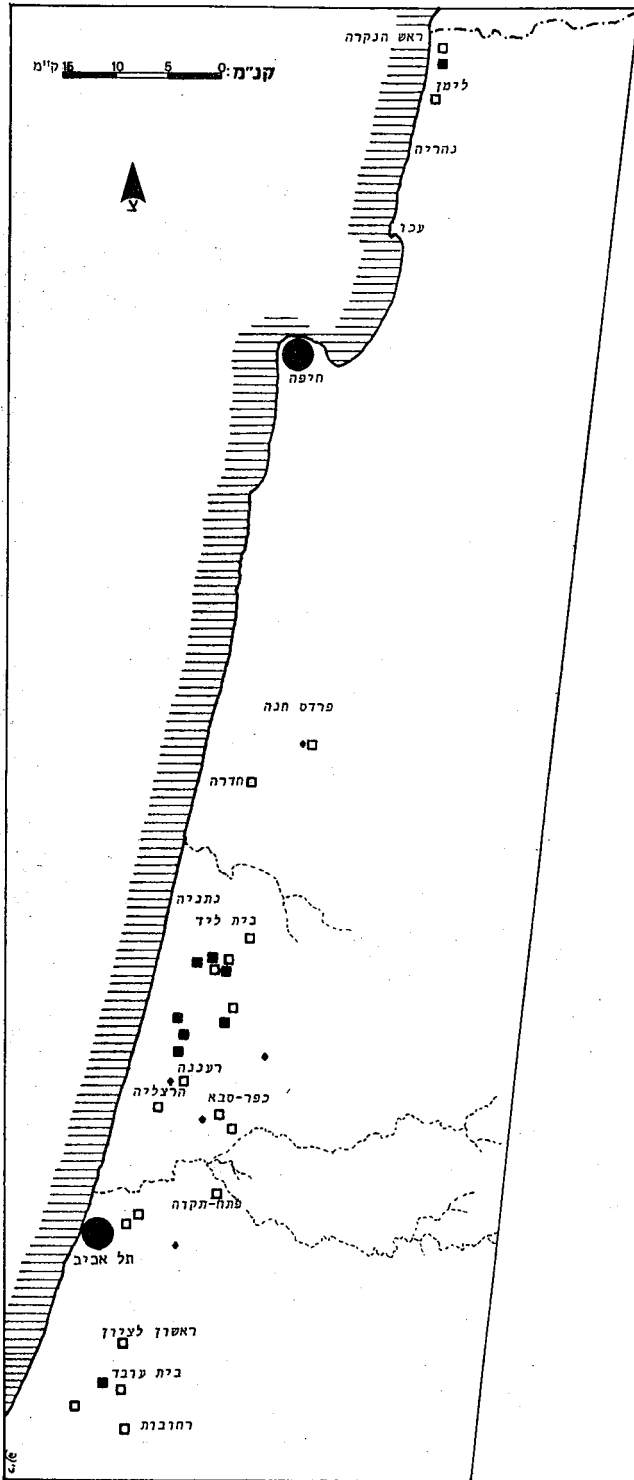 ראש הנקרה
קנ"מ: 0 5 10 15 ק"מ
לימן
נהריה
צ
עכו
חיפה
פרדס חנה
חדרה
נתניה
בית ליד
רעננה
הרצליה
כפר-סבא
פתח-תקוה
תל אביב
ראשון לציון
בית עובד
רחובות